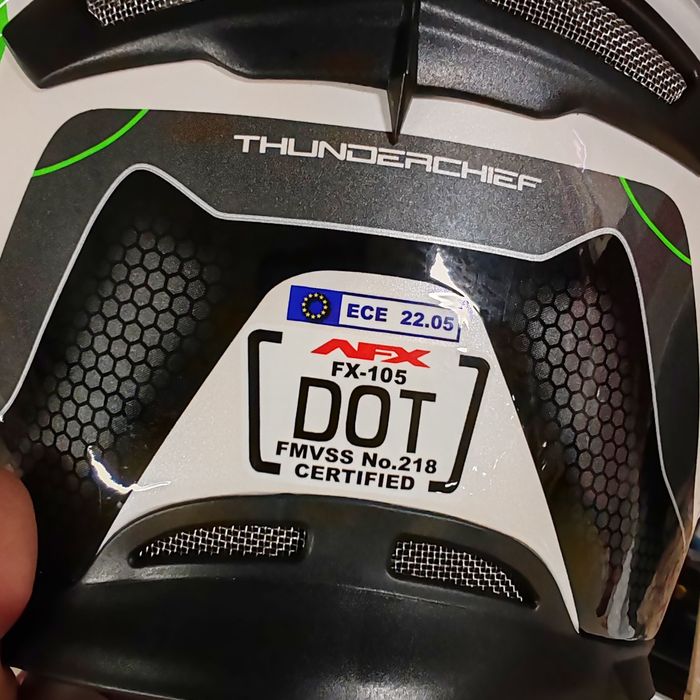 THUNDERCHIEF
ECE 22.05
AFX
FX-105
DOT
FMVSS No.218
CERTIFIED